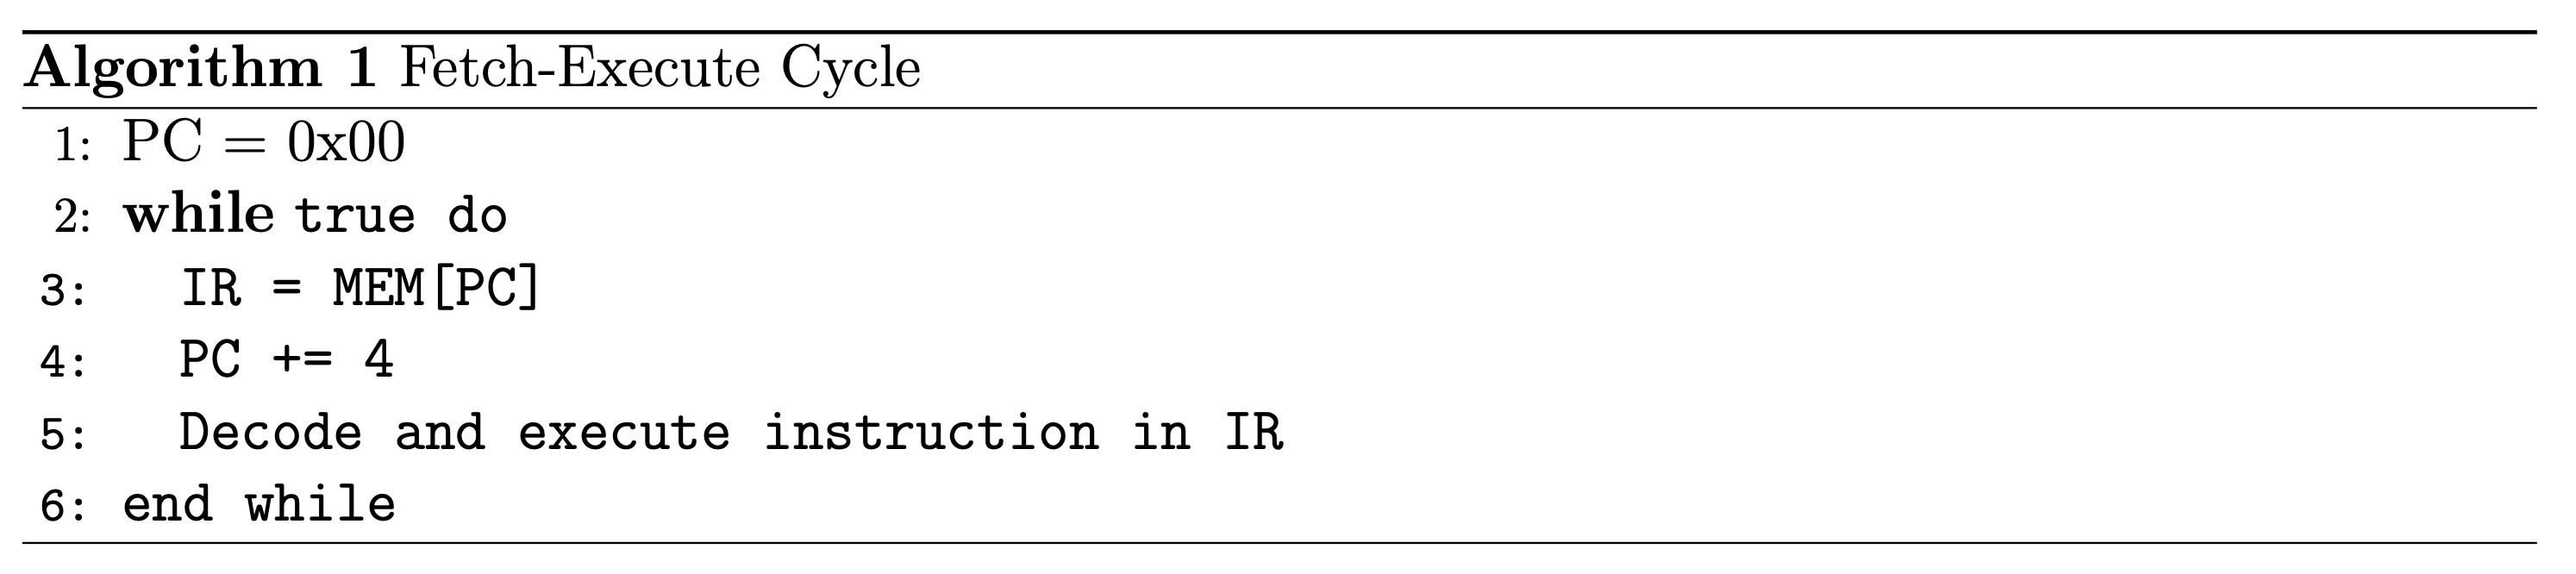 Algorithm 1 Fetch-Execute Cycle
1: PC = 0x00
2: while true do
3: IR = MEM[PC]
4: PC += 4
5: Decode and execute instruction in IR
6: end while